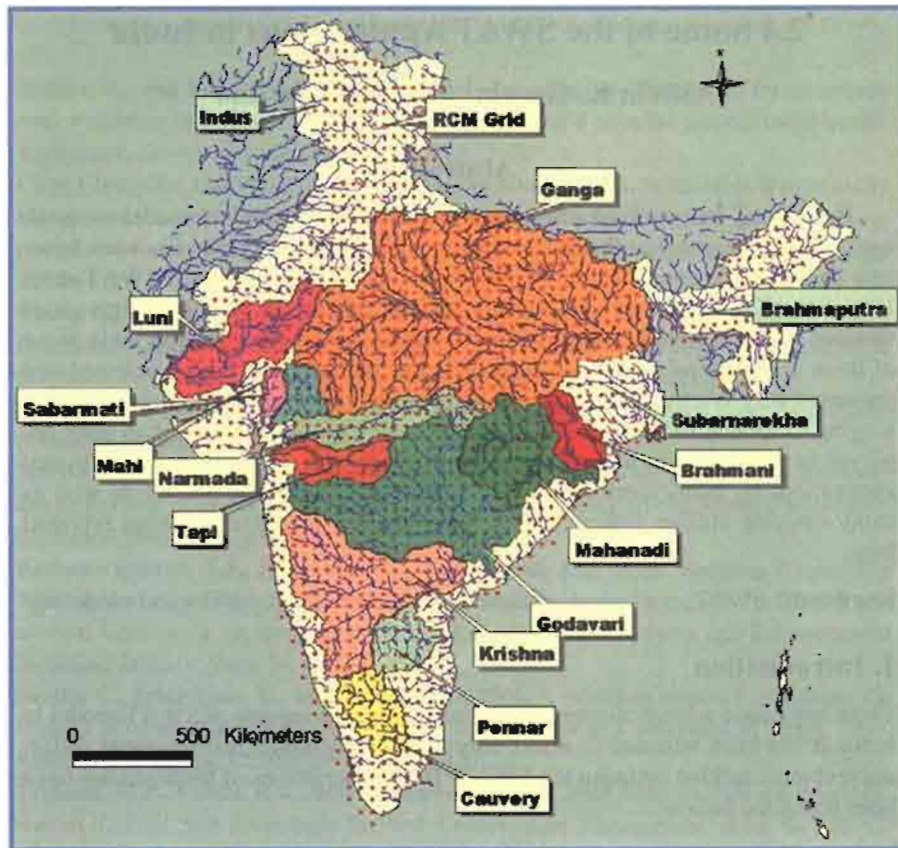 Indus
RCM Grid
Ganga
Luni
Brahmaputra
Sabarmati
Subarnarekha
Mahi
Narmada
Brahmani
Tapi
Mahanadi
Godavari
Krishna
Pennar
0 500 Kilometers
Cauvery